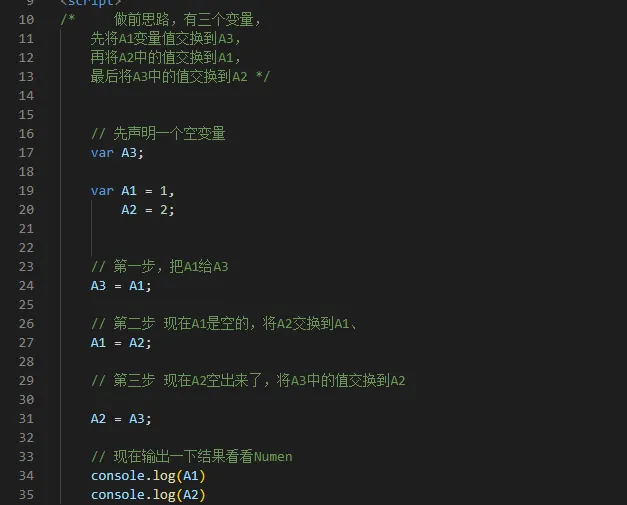 9 <script>
10 /* 做前思路，有三个变量，
11 先将A1变量值交换到A3，
12 再将A2中的值交换到A1，
13 最后将A3中的值交换到A2 */
14
15
16 // 先声明一个空变量
17 var A3;
18
19 var A1 = 1,
20 A2 = 2;
21
22
23 // 第一步，把A1给A3
24 A3 = A1;
25
26 // 第二步 现在A1是空的，将A2交换到A1、
27 A1 = A2;
28
29 // 第三步 现在A2空出来了，将A3中的值交换到A2
30
31 A2 = A3;
32
33 // 现在输出一下结果看看Numen
34 console.log(A1)
35 console.log(A2)